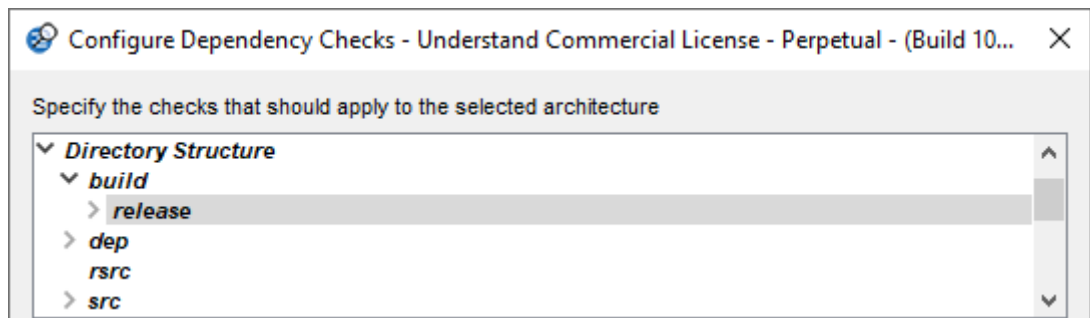 Configure Dependency Checks - Understand Commercial License - Perpetual - (Build 10...
Specify the checks that should apply to the selected architecture
Directory Structure
build
release
dep
rsrc
src